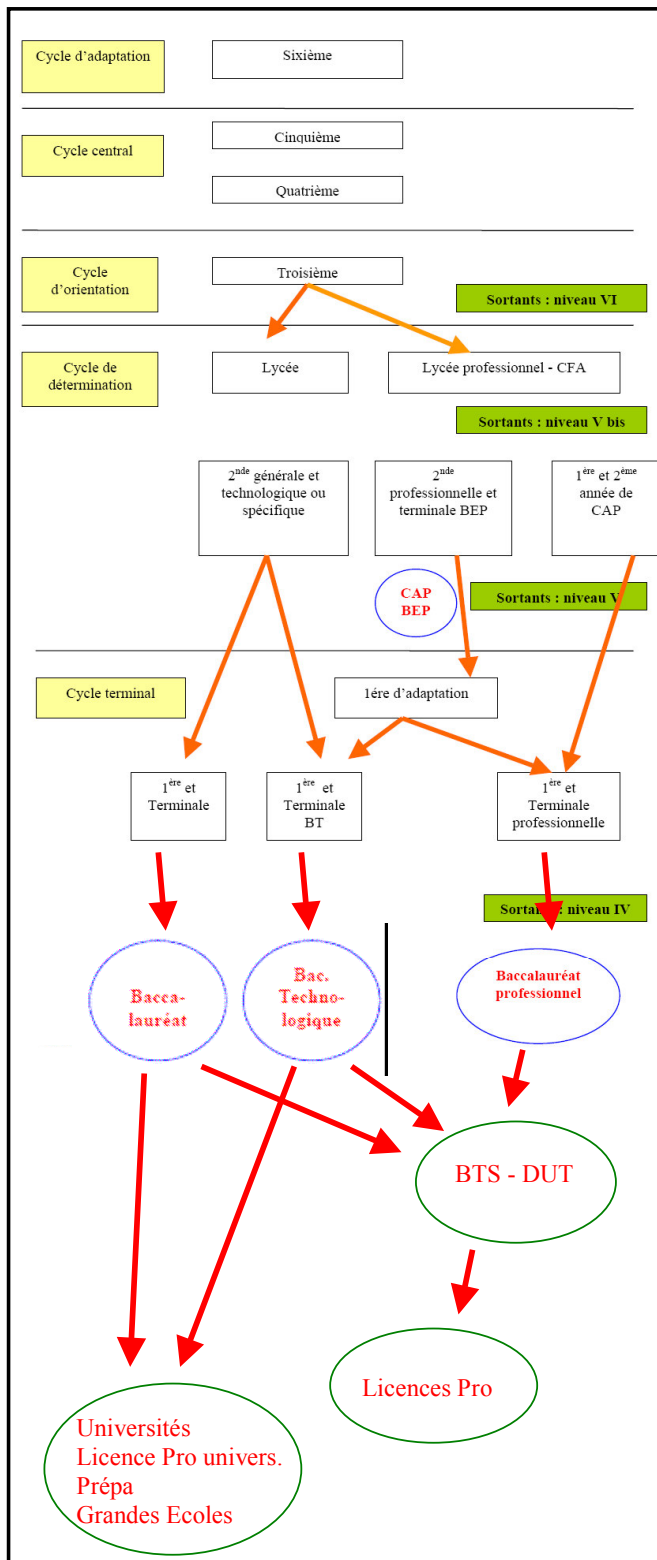 Cycle d'adaptation
Sixième
Cycle central
Cinquième
Quatrième
Cycle
d'orientation
Troisième
Sortants : niveau VI
Cycle de
détermination
Lycée
Lycée professionnel - CFA
Sortants : niveau V bis
2nde générale et
technologique ou
spécifique
2nde
professionnelle et
terminale BEP
1ère et 2ème
année de
CAP
CAP
BEP
Sortants : niveau V
Cycle terminal
1ére d'adaptation
1ère et
Terminale
1ère et
Terminale
BT
1ère et
Terminale
professionnelle
Sortants : niveau IV
Bacca-
lauréat
Bac.
Techno-
logique
Baccalauréat
professionnel
BTS - DUT
Licences Pro
Universités
Licence Pro univers.
Prépa
Grandes Ecoles